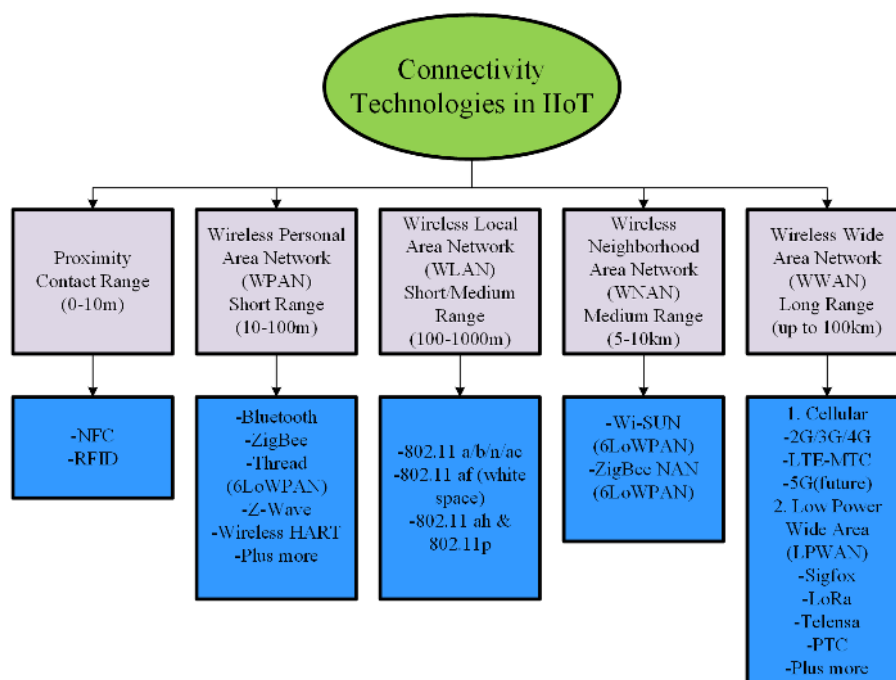 Connectivity
Technologies in IIoT
Proximity
Contact Range
(0-10m)
Wireless Personal
Area Network
(WPAN)
Short Range
(10-100m)
Wireless Local
Area Network
(WLAN)
Short/Medium
Range
(100-1000m)
Wireless
Neighborhood
Area Network
(WNAN)
Medium Range
(5-10km)
Wireless Wide
Area Network
(WWAN)
Long Range
(up to 100km)
-NFC
-RFID
-Bluetooth
-ZigBee
-Thread
(6LoWPAN)
-Z-Wave
-Wireless HART
-Plus more
-802.11 a/b/n/ac
-802.11 af (white
space)
-802.11 ah &
802.11p
-Wi-SUN
(6LoWPAN)
-ZigBee NAN
(6LoWPAN)
1. Cellular
-2G/3G/4G
-LTE-MTC
-5G(future)
2. Low Power
Wide Area
(LPWAN)
-Sigfox
-LoRa
-Telensa
-PTC
-Plus more